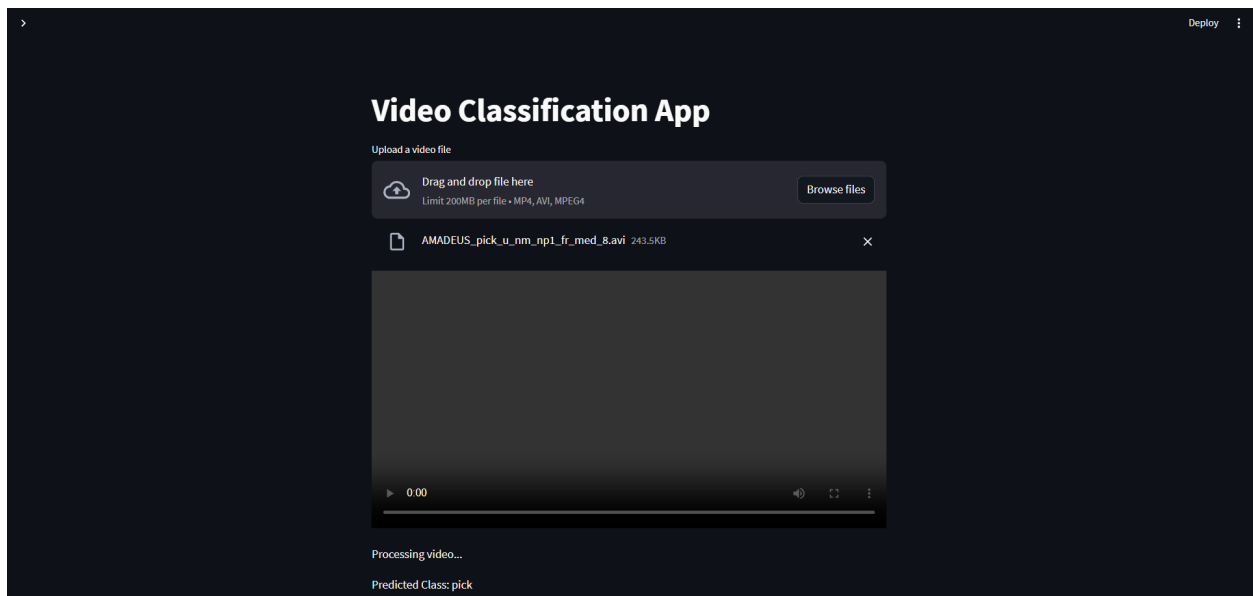 Deploy
Video Classification App
Upload a video file
Drag and drop file here
Limit 200MB per file • MP4, AVI, MPEG4
Browse files
AMADEUS_pick_u_nm_np1_fr_med_8.avi 243.5KB
0:00
Processing video...
Predicted Class: pick